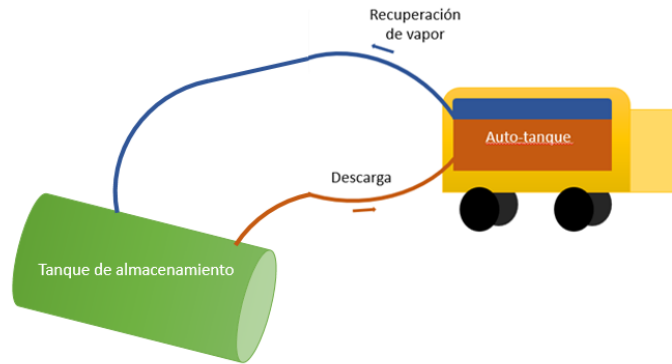 Recuperación
de vapor
Auto-tanque
Descarga
Tanque de almacenamiento